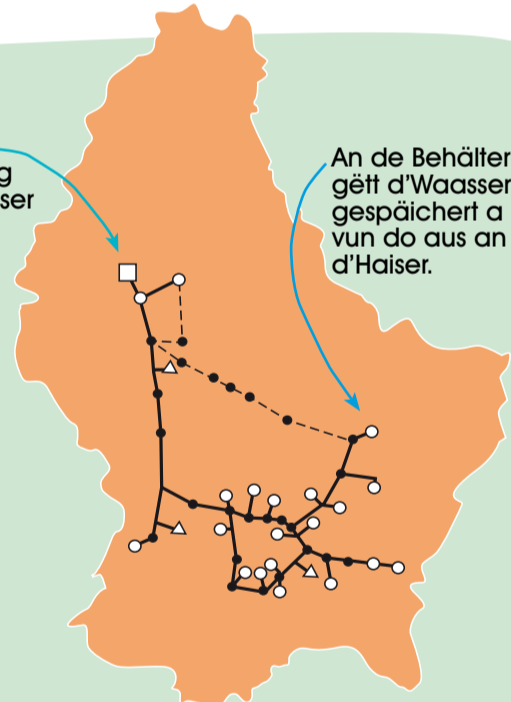 g
ser
An de Behälter
gëtt d'Waasser
gespäichert a
vun do aus an
d'Haiser.